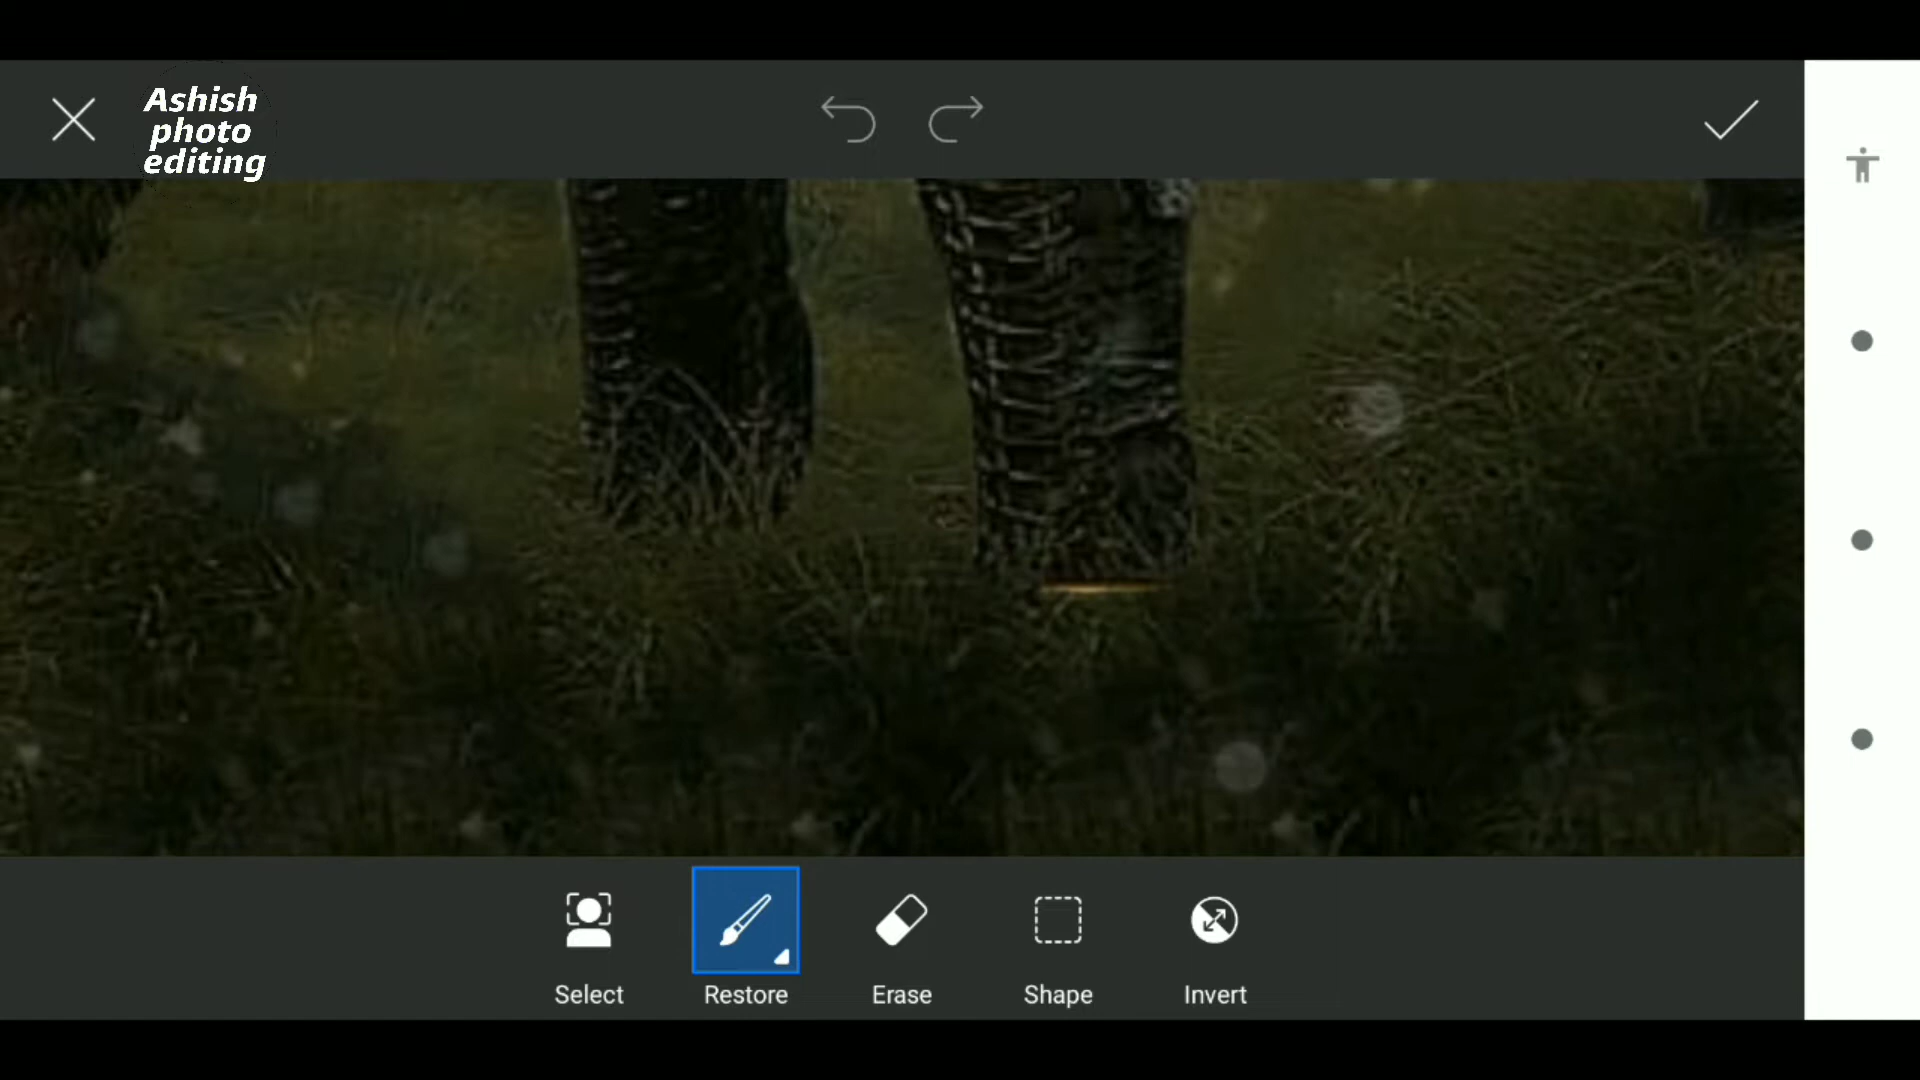 Ashish
photo
editing
Select
Restore
Erase
Shape
Invert